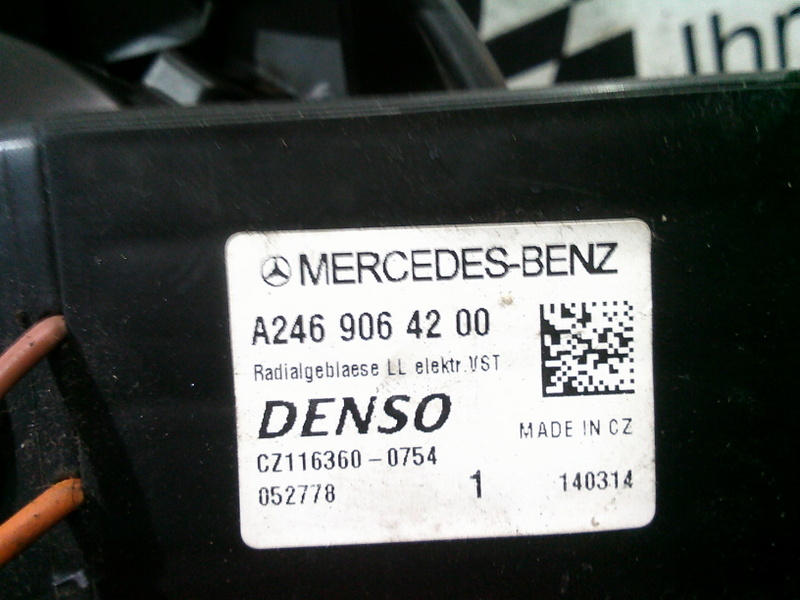 Ihr
MERCEDES-BENZ
A246 906 42 00
Radialgeblaese LL elektr.VST
DENSO
MADE IN CZ
CZ116360-0754
052778 1 140314